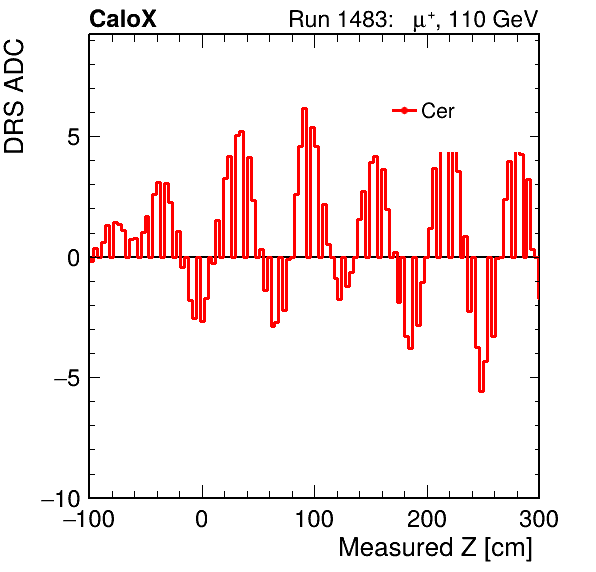 CaloX Run 1483: μ⁺, 110 GeV
DRS ADC
Cer
5
0
−5
−10
−100 0 100 200 300
Measured Z [cm]